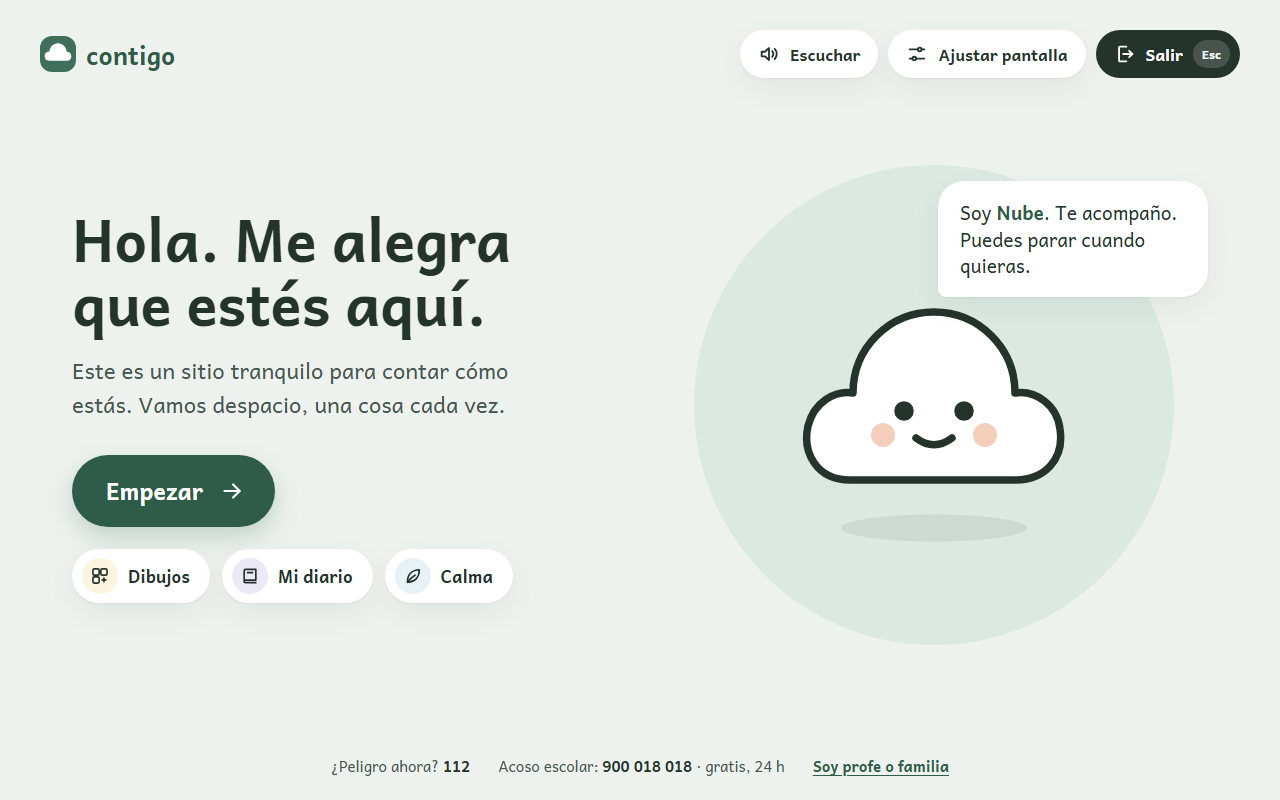 contigo
Escuchar
Ajustar pantalla
Salir Esc
Soy Nube. Te acompaño.
Puedes parar cuando
quieras.
Hola. Me alegra
que estés aquí.
Este es un sitio tranquilo para contar cómo
estás. Vamos despacio, una cosa cada vez.
Empezar
Dibujos
Mi diario
Calma
¿Peligro ahora? 112
Acoso escolar: 900 018 018 · gratis, 24 h
Soy profe o familia